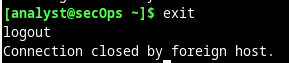 [analyst@secOps ~]$ exit
logout
Connection closed by foreign host.